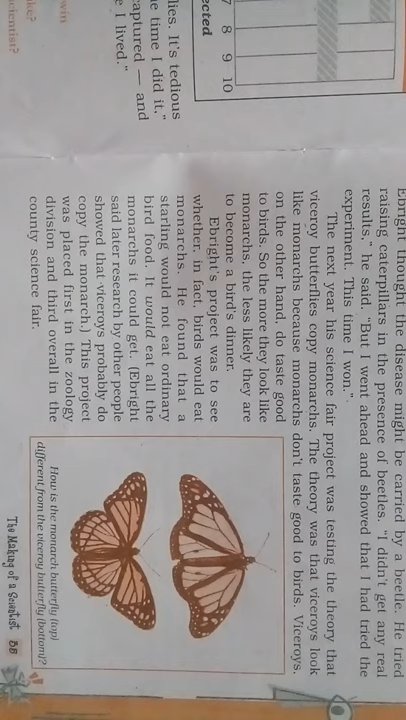 Ebright thought the disease might be carried by a beetle. He tried
raising caterpillars in the presence of beetles. "I didn't get any real
results," he said. "But I went ahead and showed that I had tried the
experiment. This time I won."
The next year his science fair project was testing the theory that
viceroy butterflies copy monarchs. The theory was that viceroys look
like monarchs because monarchs don't taste good to birds. Viceroys,
on the other hand, do taste good
to birds. So the more they look like
monarchs, the less likely they are
to become a bird's dinner.
Ebright's project was to see
whether, in fact, birds would eat
monarchs. He found that a
starling would not eat ordinary
bird food. It would eat all the
monarchs it could get. (Ebright
said later research by other people
showed that viceroys probably do
copy the monarch.) This project
was placed first in the zoology
division and third overall in the
county science fair.
How is the monarch butterfly (top)
different from the viceroy butterfly (bottom)?
The Making of a Scientist 35
7 8 9 10
ected
lies. It's tedious
e time I did it,"
captured — and
e I lived."
win
ike?
scientist?